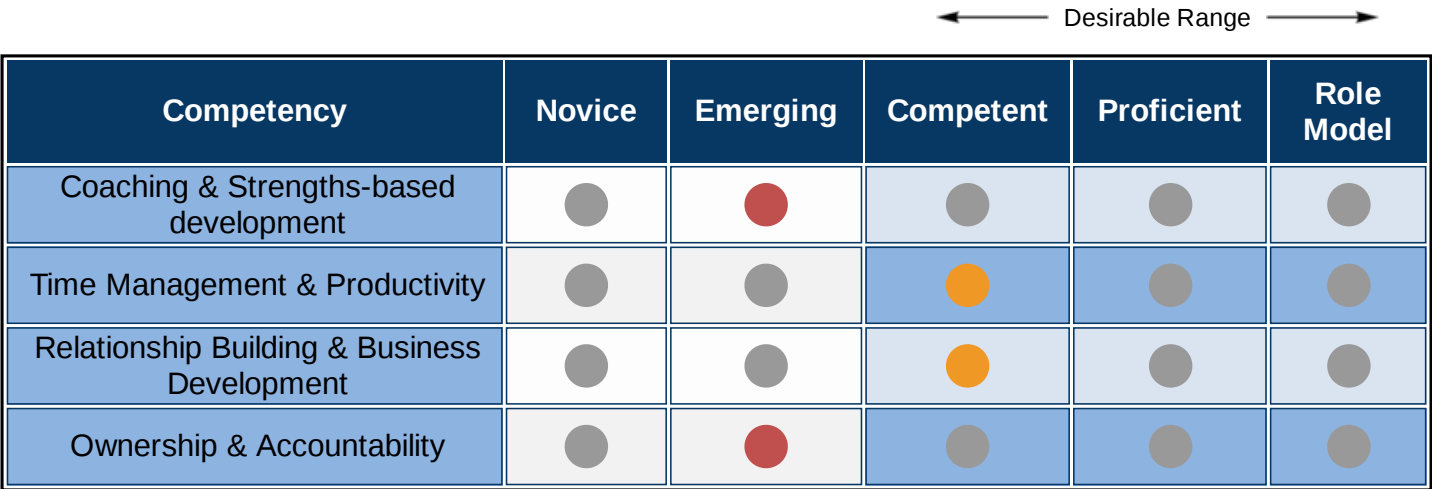 Desirable Range
Competency
Novice
Emerging
Competent
Proficient
Role
Model
Coaching & Strengths-based
development
Time Management & Productivity
Relationship Building & Business
Development
Ownership & Accountability